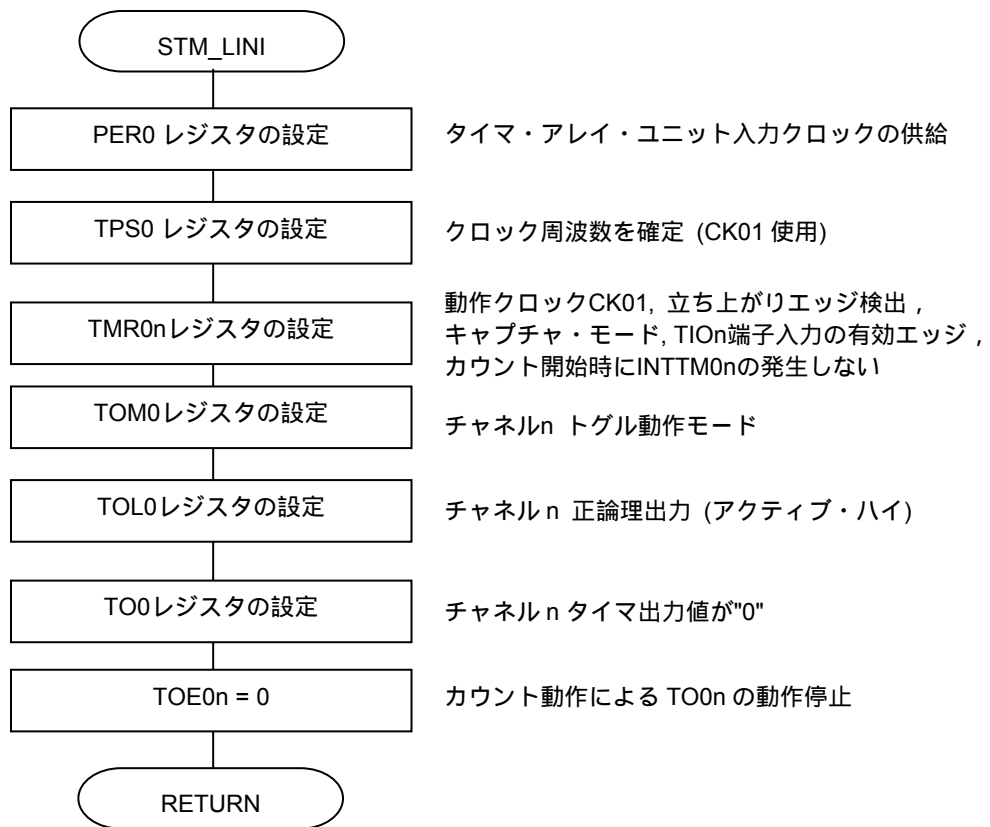 STM_LINI
PER0 レジスタの設定
タイマ・アレイ・ユニット入力クロックの供給
TPS0 レジスタの設定
クロック周波数を確定 (CK01 使用)
TMR0nレジスタの設定
動作クロックCK01, 立ち上がりエッジ検出 ,
キャプチャ・モード, TIOn端子入力の有効エッジ ,
カウント開始時にINTTM0nの発生しない
TOM0レジスタの設定
チャネルn トグル動作モード
TOL0レジスタの設定
チャネル n 正論理出力 (アクティブ・ハイ)
TO0レジスタの設定
チャネル n タイマ出力値が"0"
TOE0n = 0
カウント動作による TO0n の動作停止
RETURN